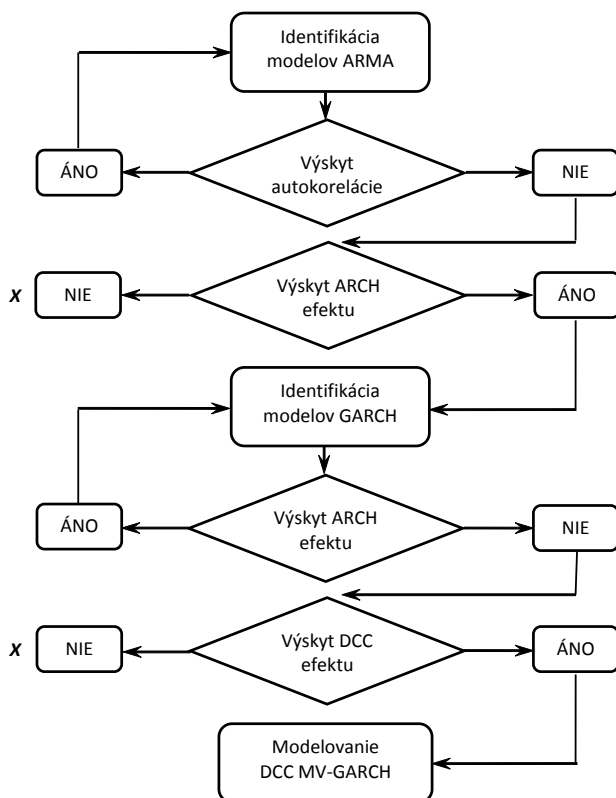 Identifikácia
modelov ARMA
ÁNO
Výskyt
autokorelácie
NIE
X
NIE
Výskyt ARCH
efektu
ÁNO
Identifikácia
modelov GARCH
ÁNO
Výskyt ARCH
efektu
NIE
X
NIE
Výskyt DCC
efektu
ÁNO
Modelovanie
DCC MV-GARCH